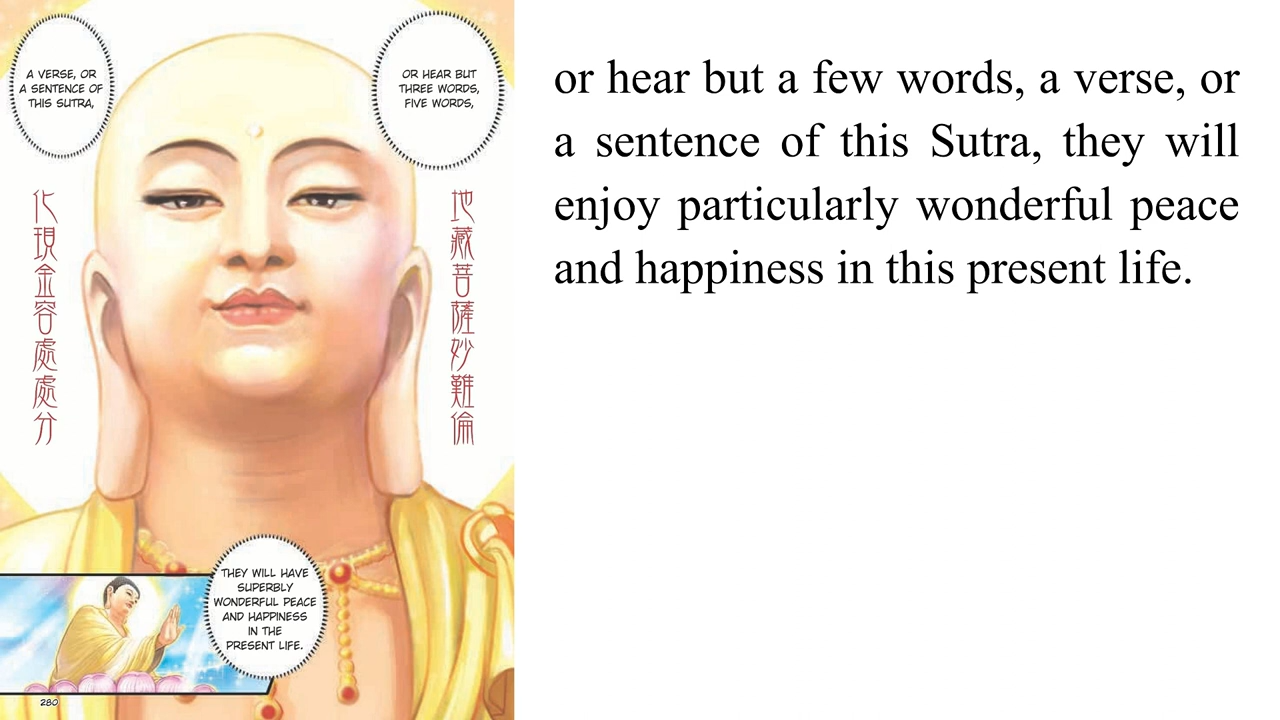 OR HEAR BUT
THREE WORDS,
FIVE WORDS,
A VERSE, OR
A SENTENCE OF
THIS SUTRA,
地藏菩薩妙難倫
化現金容處處分
THEY WILL HAVE
SUPERBLY
WONDERFUL PEACE
AND HAPPINESS
IN THE
PRESENT LIFE.
280
or hear but a few words, a verse, or
a sentence of this Sutra, they will
enjoy particularly wonderful peace
and happiness in this present life.